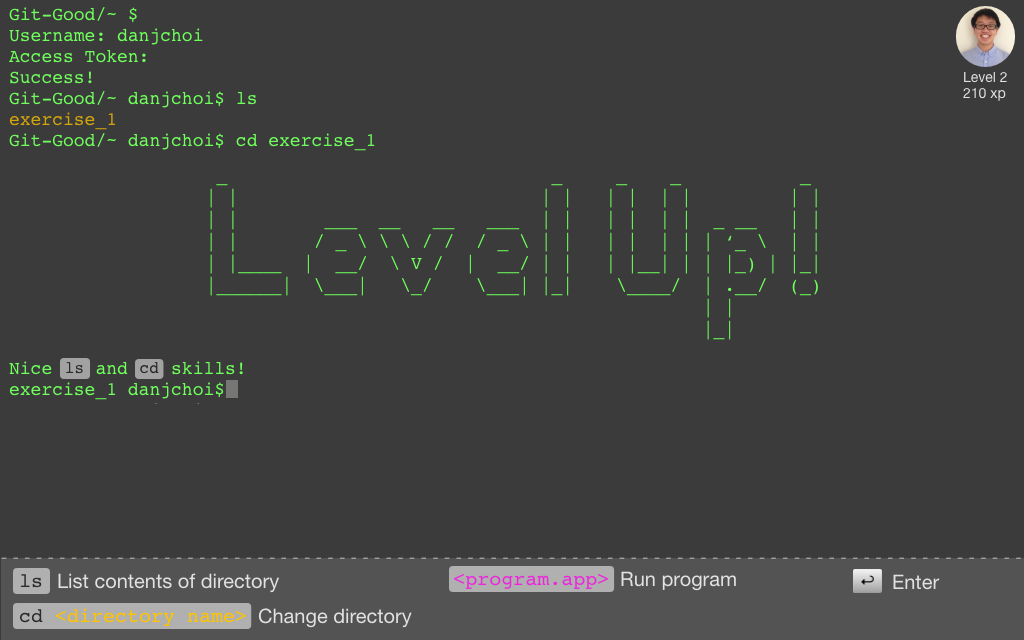 Git-Good/~ $
Username: danjchoi
Access Token:
Success!
Git-Good/~ danjchoi$ ls
exercise_1
Git-Good/~ danjchoi$ cd exercise_1
Level 2
210 xp
Level Up!
Nice ls and cd skills!
exercise_1 danjchoi$
ls List contents of directory
<program.app> Run program
↩ Enter
cd <directory name> Change directory